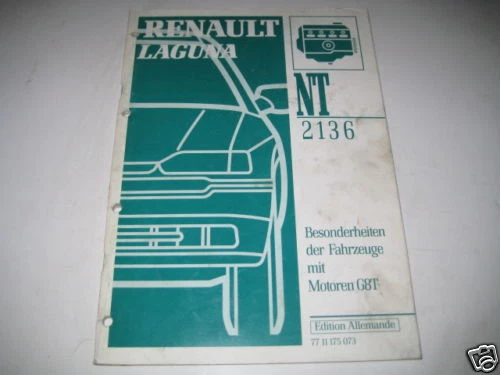 RENAULT
LAGUNA
NT
2136
Besonderheiten
der Fahrzeuge
mit
Motoren G8T
Edition Allemande
77 11 175 073